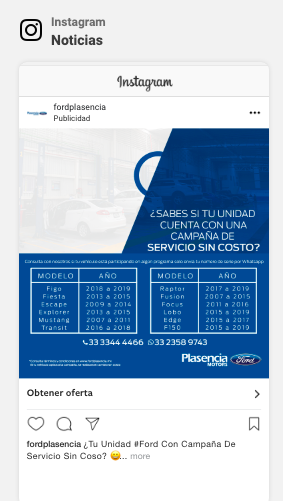 Instagram
Noticias
Instagram
fordplasencia
Publicidad
¿SABES SI TU UNIDAD
CUENTA CON UNA
CAMPAÑA DE
SERVICIO SIN COSTO?
Consulta con nosotros si tu vehículo está participando en algún programa solo envía tu número de serie por Whatsapp
MODELO AÑO
Figo 2018 a 2019
Fiesta 2013 a 2015
Escape 2009 a 2014
Explorer 2013 a 2015
Mustang 2007 a 2011
Transit 2016 a 2018
MODELO AÑO
Raptor 2017 a 2019
Fusion 2007 a 2015
Focus 2011 a 2016
Lobo 2015 a 2019
Edge 2015 a 2017
F150 2015 a 2019
33 3344 4466 33 2358 9743
Plasencia
MOTORS
Ford
Obtener oferta
fordplasencia ¿Tu Unidad #Ford Con Campaña De
Servicio Sin Coso? 😄... more